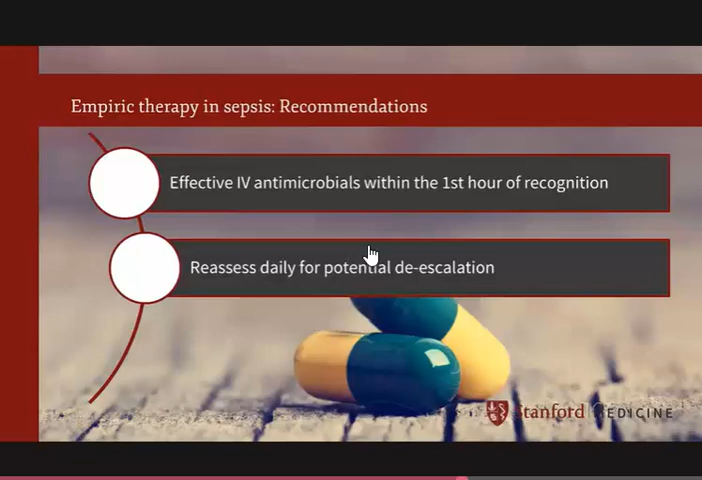 Empiric therapy in sepsis: Recommendations
Effective IV antimicrobials within the 1st hour of recognition
Reassess daily for potential de-escalation
Stanford MEDICINE